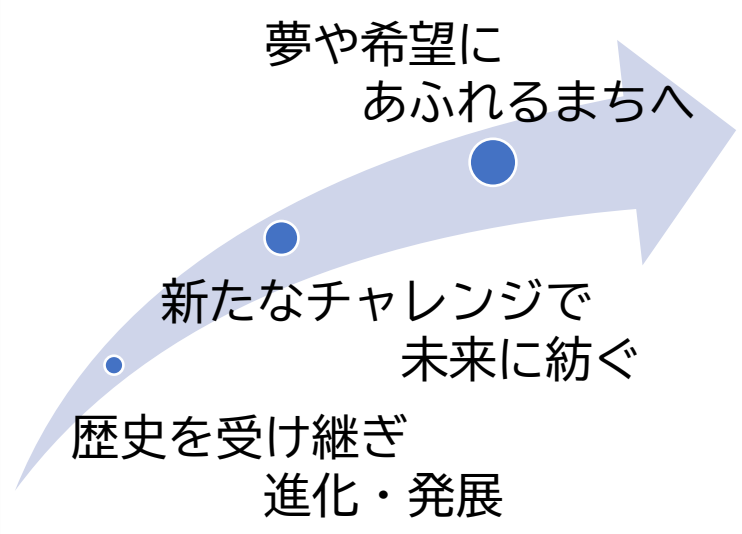 夢や希望に
あふれるまちへ
新たなチャレンジで
未来に紡ぐ
歴史を受け継ぎ
進化・発展